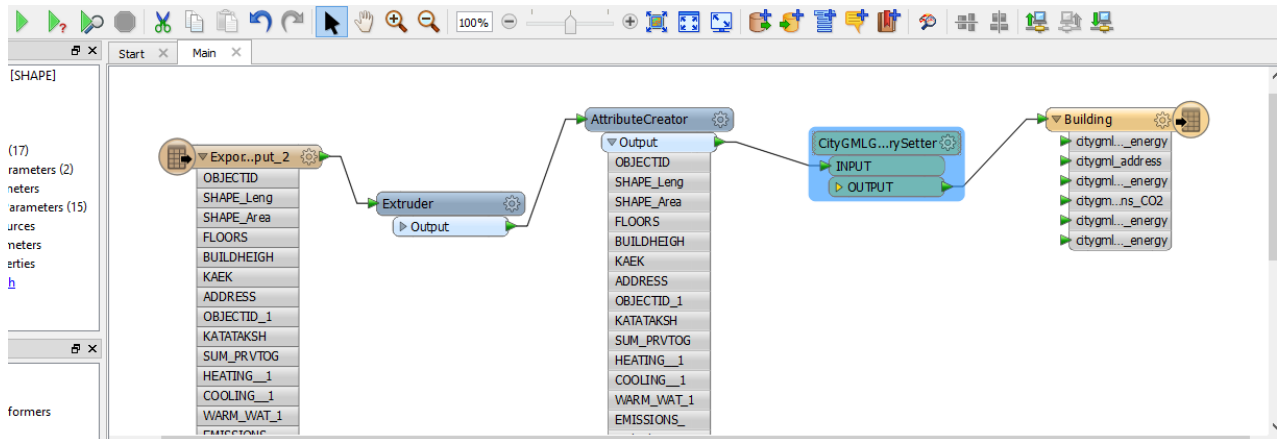 100%
Start
Main
[SHAPE]
(17)
rameters (2)
neters
Parameters (15)
urces
meters
erties
h
formers
Expor...put_2
OBJECTID
SHAPE_Leng
SHAPE_Area
FLOORS
BUILDHEIGH
KAEK
ADDRESS
OBJECTID_1
KATATAKSH
SUM_PRVTOG
HEATING__1
COOLING__1
WARM_WAT_1
EMISSIONS
Extruder
Output
AttributeCreator
Output
OBJECTID
SHAPE_Leng
SHAPE_Area
FLOORS
BUILDHEIGH
KAEK
ADDRESS
OBJECTID_1
KATATAKSH
SUM_PRVTOG
HEATING__1
COOLING__1
WARM_WAT_1
EMISSIONS_
CityGMLG...rySetter
INPUT
OUTPUT
Building
citygml..._energy
citygml_address
citygml..._energy
citygm...ns_CO2
citygml..._energy
citygml..._energy